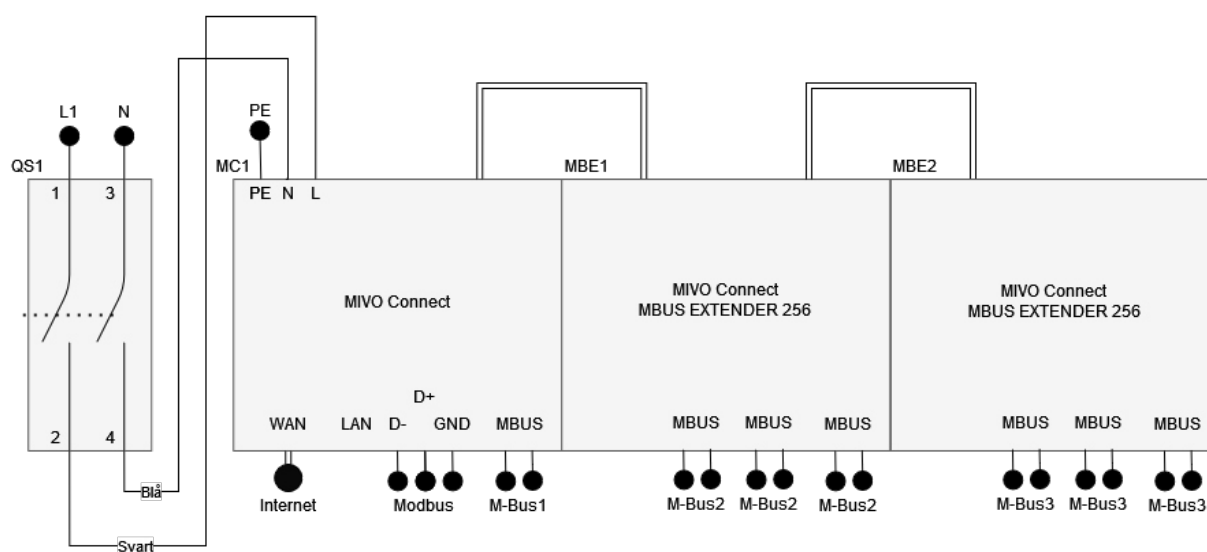 L1
N
PE
QS1
MC1
MBE1
MBE2
1
3
PE
N
L
MIVO Connect
MIVO Connect
MBUS EXTENDER 256
MIVO Connect
MBUS EXTENDER 256
D+
WAN
LAN
D-
GND
MBUS
MBUS
MBUS
MBUS
MBUS
MBUS
MBUS
2
4
Blå
Internet
Modbus
M-Bus1
M-Bus2
M-Bus2
M-Bus2
M-Bus3
M-Bus3
M-Bus3
Svart